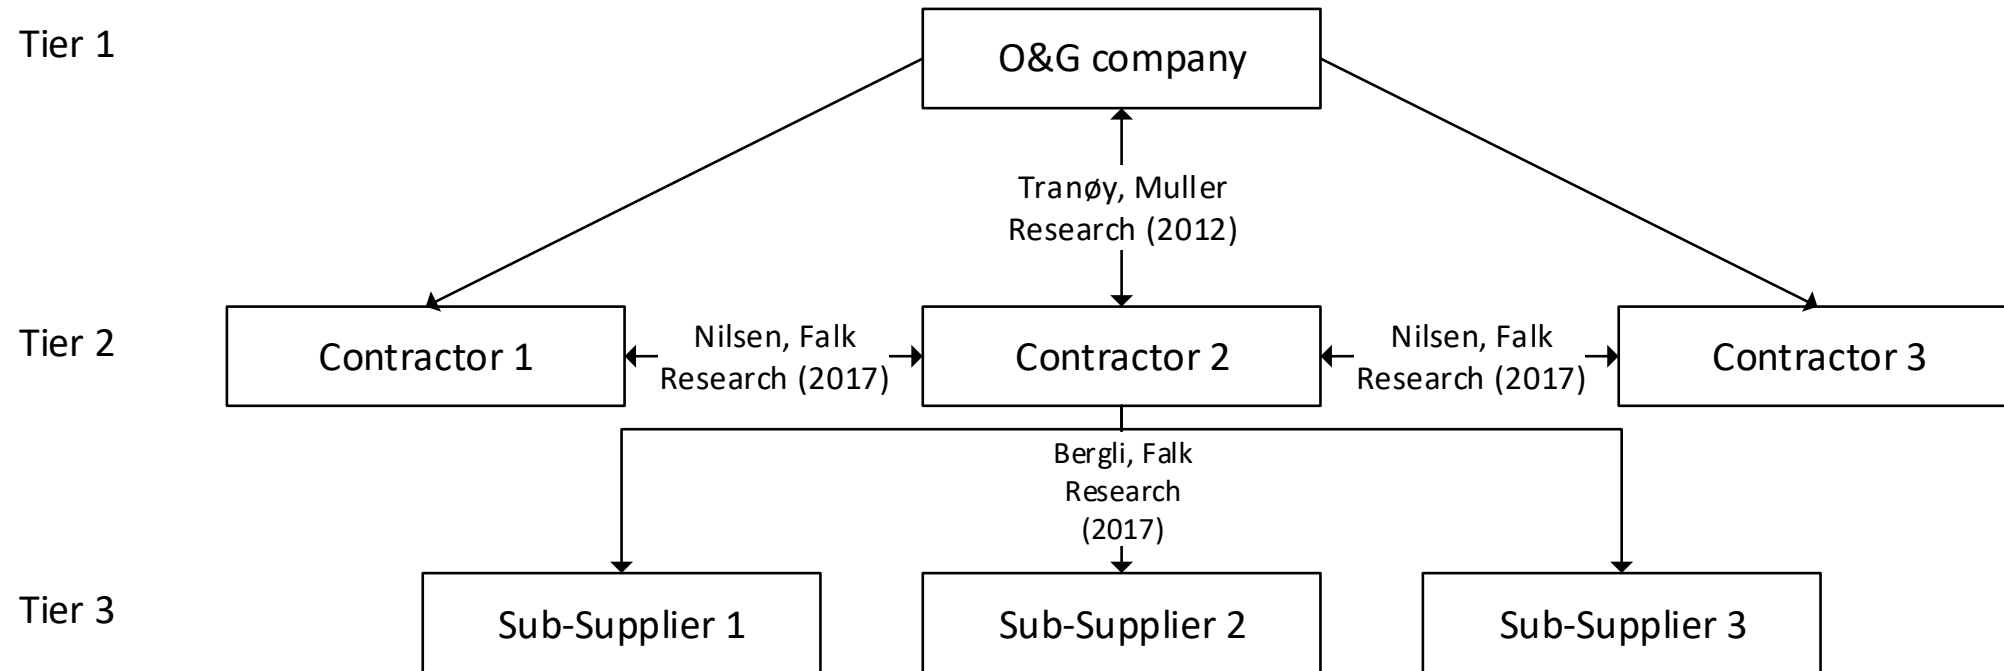 Tier 1
O&G company
Tranøy, Muller
Research (2012)
Tier 2
Contractor 1
Nilsen, Falk
Research (2017)
Contractor 2
Nilsen, Falk
Research (2017)
Contractor 3
Bergli, Falk
Research
(2017)
Tier 3
Sub-Supplier 1
Sub-Supplier 2
Sub-Supplier 3